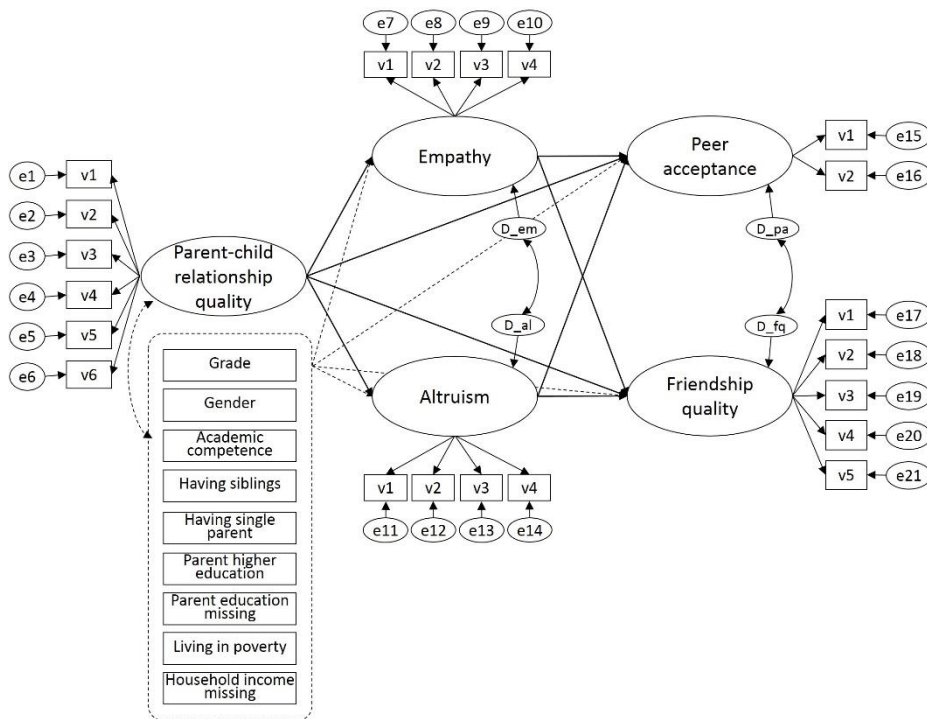 e7
e8
e9
e10
v1
v2
v3
v4
Empathy
Peer
acceptance
v1
e15
v2
e16
e1
v1
e2
v2
e3
v3
e4
v4
e5
v5
e6
v6
Parent-child
relationship
quality
D_em
D_al
D_pa
D_fq
Grade
Gender
Academic
competence
Having siblings
Having single
parent
Parent higher
education
Parent education
missing
Living in poverty
Household income
missing
Altruism
v1
v2
v3
v4
e11
e12
e13
e14
Friendship
quality
v1
e17
v2
e18
v3
e19
v4
e20
v5
e21